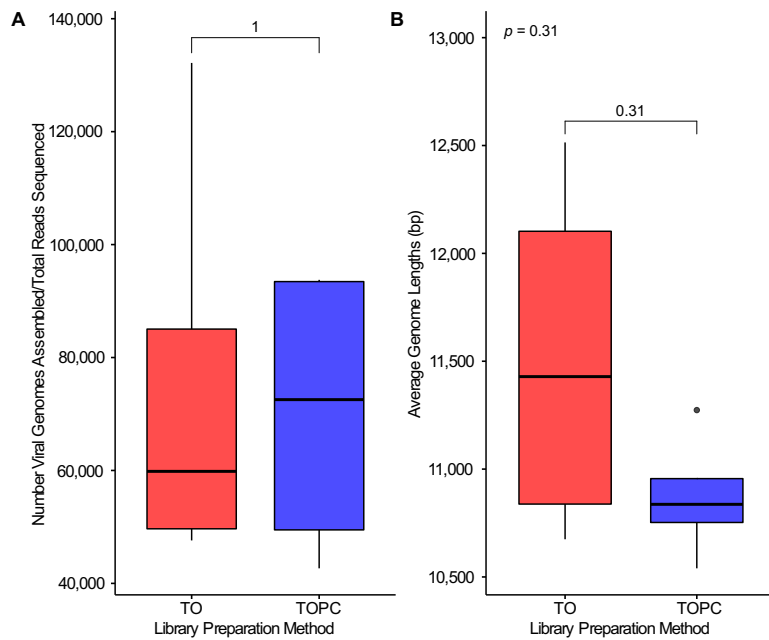 A
Number Viral Genomes Assembled/Total Reads Sequenced
140,000
120,000
100,000
80,000
60,000
40,000
1
TO
TOPC
Library Preparation Method
B
Average Genome Lengths (bp)
13,000
12,500
12,000
11,500
11,000
10,500
p = 0.31
0.31
TO
TOPC
Library Preparation Method